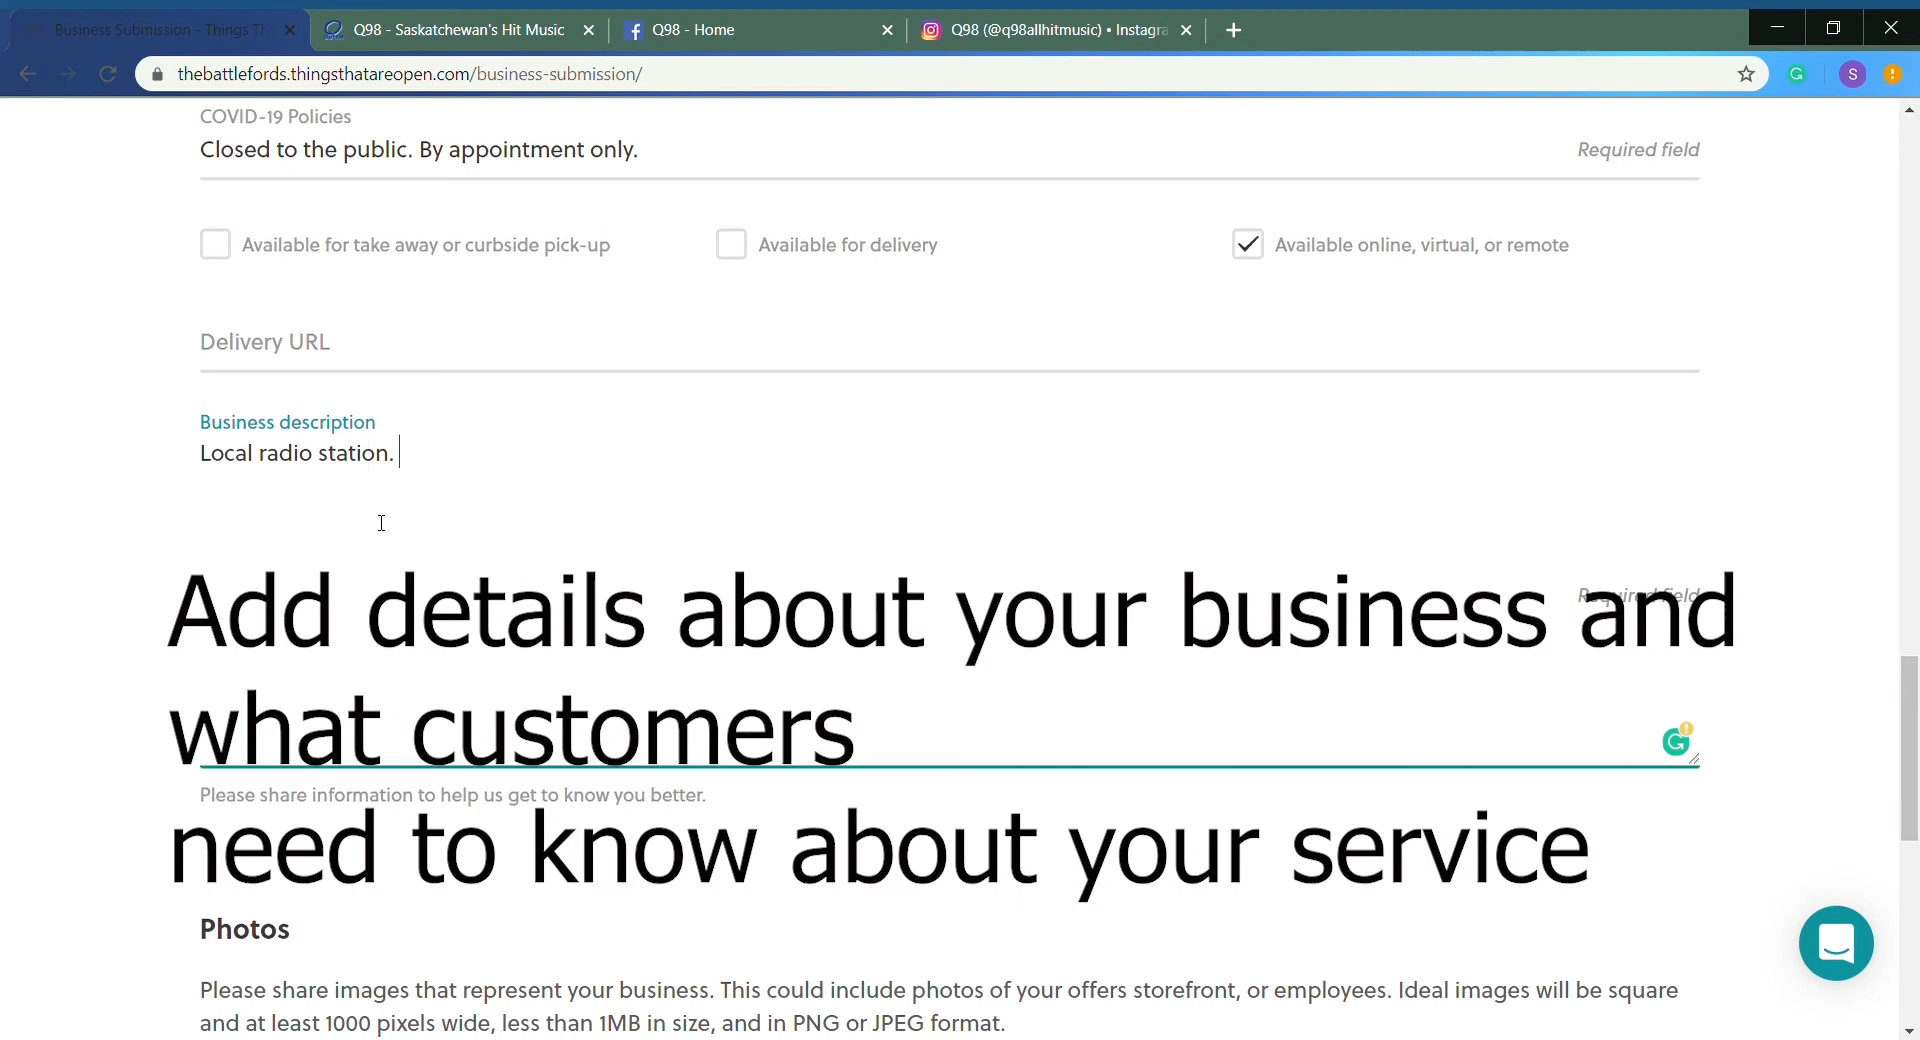 Business Submission - Things Th
Q98 - Saskatchewan's Hit Music
Q98 - Home
Q98 (@q98allhitmusic) • Instagra
thebattlefords.thingsthatareopen.com/business-submission/
S
COVID-19 Policies
Closed to the public. By appointment only.
Required field
Available for take away or curbside pick-up
Available for delivery
Available online, virtual, or remote
Delivery URL
Business description
Local radio station.
Required field
Add details about your business and
what customers
Please share information to help us get to know you better.
need to know about your service
Photos
Please share images that represent your business. This could include photos of your offers storefront, or employees. Ideal images will be square
and at least 1000 pixels wide, less than 1MB in size, and in PNG or JPEG format.